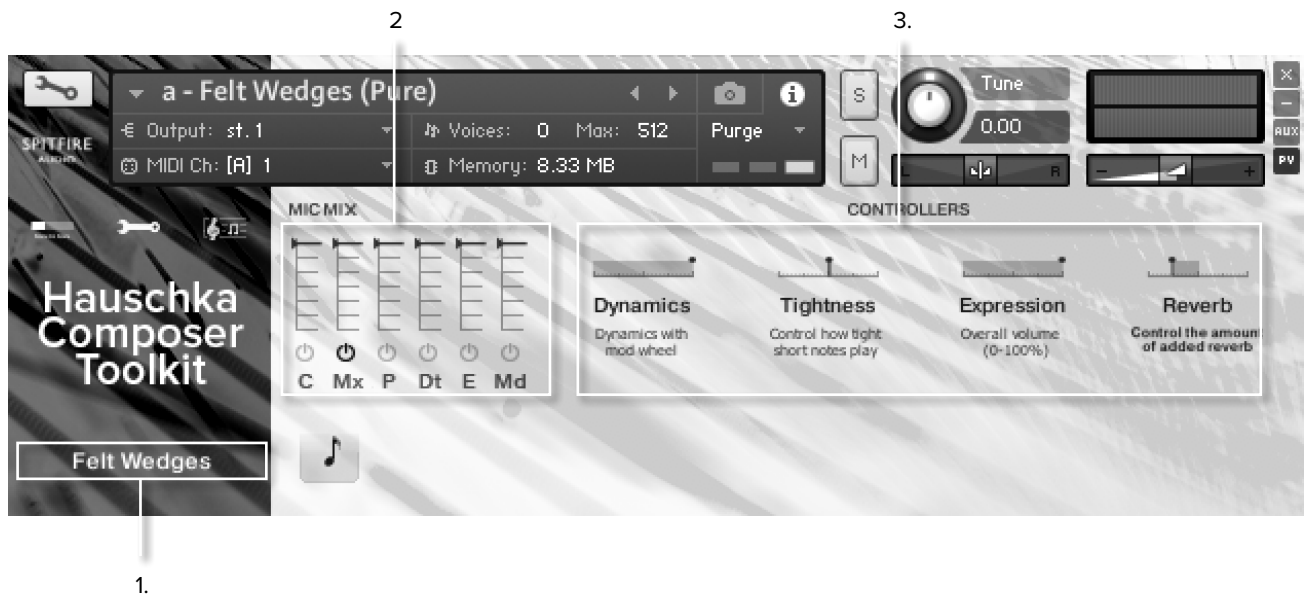 2
3.
a - Felt Wedges (Pure)
S
Tune
X
-
SPITFIRE
AUDIO
Output: st. 1
Voices: 0 Max: 512
Purge
0.00
AUX
MIDI Ch: [A] 1
Memory: 8.33 MB
M
L
R
-
+
PV
MIC MIX
CONTROLLERS
Hauschka
Composer
Toolkit
Dynamics
Tightness
Expression
Reverb
Dynamics with
mod wheel
Control how tight
short notes play
Overall volume
(0-100%)
Control the amoun
of added reverb
C Mx P Dt E Md
Felt Wedges
1.